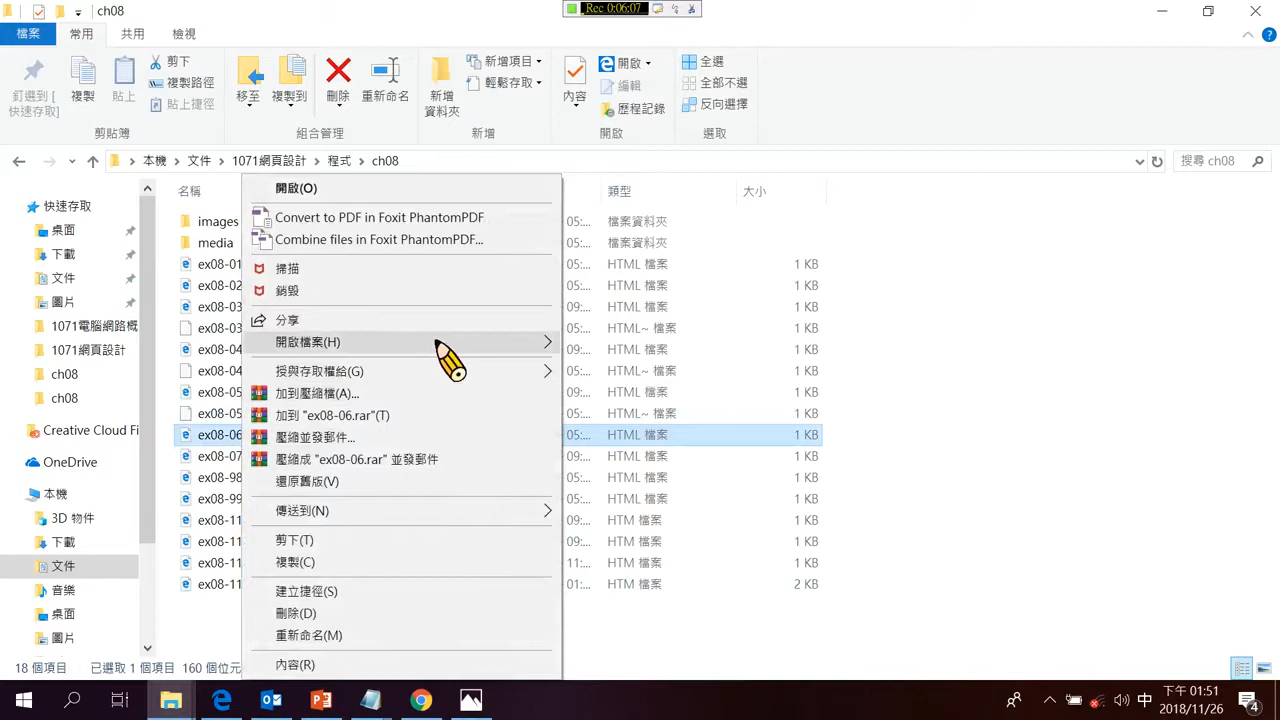 ch08
Rec 0:06:07
檔案 常用 共用 檢視
釘選到 [
快速存取]
複製
貼上
剪下
複製路徑
貼上捷徑
剪貼簿
移至
複製到
刪除
重新命名
組合管理
新增
資料夾
新增項目
輕鬆存取
新增
內容
開啟
編輯
歷程記錄
開啟
全選
全部不選
反向選擇
選取
本機 文件 1071網頁設計 程式 ch08
搜尋 ch08
快速存取
桌面
下載
文件
圖片
1071電腦網路概
1071網頁設計
ch08
ch08
Creative Cloud Fi
OneDrive
本機
3D 物件
下載
文件
音樂
桌面
圖片
名稱 類型 大小
images 05:... 檔案資料夾
media 05:... 檔案資料夾
ex08-01 05:... HTML 檔案 1 KB
ex08-02 05:... HTML 檔案 1 KB
ex08-03 09:... HTML 檔案 1 KB
ex08-03 05:... HTML~ 檔案 1 KB
ex08-04 09:... HTML 檔案 1 KB
ex08-04 05:... HTML~ 檔案 1 KB
ex08-05 09:... HTML 檔案 1 KB
ex08-05 05:... HTML~ 檔案 1 KB
ex08-06 05:... HTML 檔案 1 KB
ex08-07 09:... HTML 檔案 1 KB
ex08-98 05:... HTML 檔案 1 KB
ex08-99 05:... HTML 檔案 1 KB
ex08-11 09:... HTM 檔案 1 KB
ex08-11 09:... HTM 檔案 1 KB
ex08-11 11:... HTM 檔案 1 KB
ex08-11 01:... HTM 檔案 2 KB
開啟(O)
Convert to PDF in Foxit PhantomPDF
Combine files in Foxit PhantomPDF...
掃描
銷毀
分享
開啟檔案(H)
授與存取權給(G)
加到壓縮檔(A)...
加到 "ex08-06.rar"(T)
壓縮並發郵件...
壓縮成 "ex08-06.rar" 並發郵件
還原舊版(V)
傳送到(N)
剪下(T)
複製(C)
建立捷徑(S)
刪除(D)
重新命名(M)
內容(R)
18 個項目 已選取 1 個項目 160 個位元
中
下午 01:51
2018/11/26
4